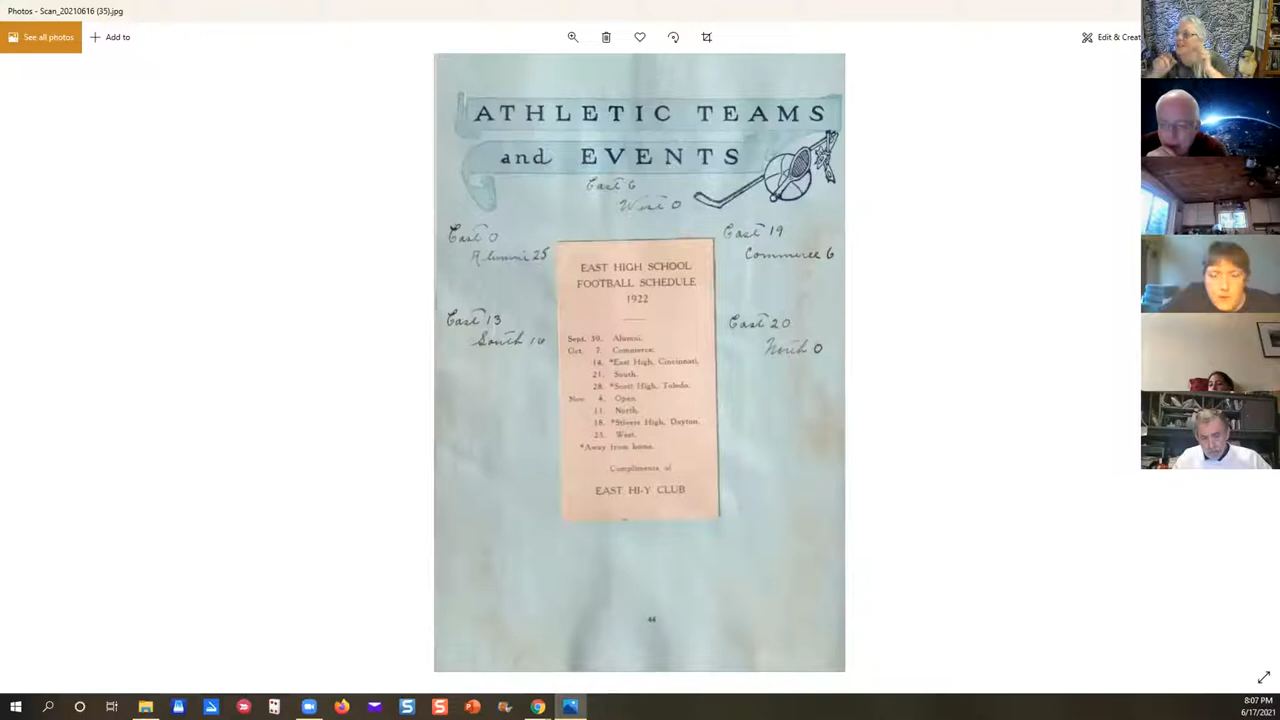 Photos - Scan_20210616 (35).jpg
See all photos
Add to
Edit & Creat
ATHLETIC TEAMS
and EVENTS
East 6
West 0
East 0
Alumni 25
East 19
Commerce 6
East 13
South 16
East 20
North 0
EAST HIGH SCHOOL
FOOTBALL SCHEDULE
1922
Sept. 30. Alumni.
Oct. 7. Commerce.
14. *East High, Cincinnati.
21. South.
28. *Scott High, Toledo.
Nov. 4. Open.
11. North.
18. *Stivers High, Dayton.
25. West.
*Away from home.
Compliments of
EAST HI-Y CLUB
44
8:07 PM
6/17/2021